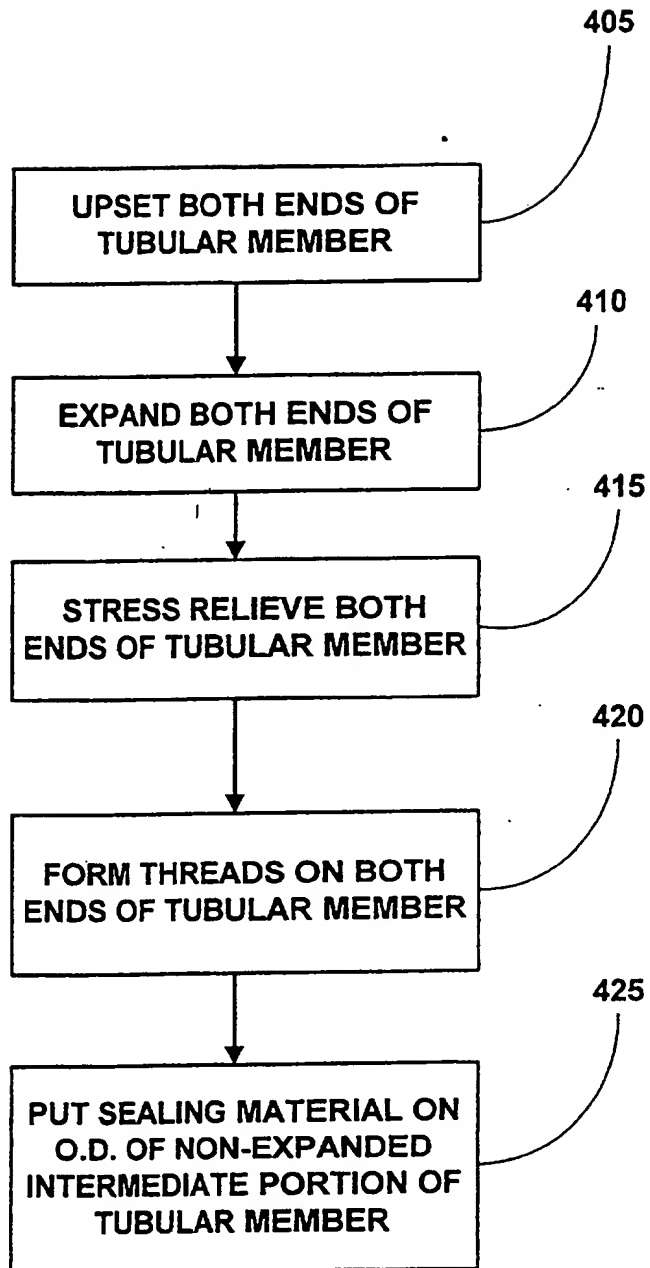 405
UPSET BOTH ENDS OF
TUBULAR MEMBER
410
EXPAND BOTH ENDS OF
TUBULAR MEMBER
415
STRESS RELIEVE BOTH
ENDS OF TUBULAR MEMBER
420
FORM THREADS ON BOTH
ENDS OF TUBULAR MEMBER
425
PUT SEALING MATERIAL ON
O.D. OF NON-EXPANDED
INTERMEDIATE PORTION OF
TUBULAR MEMBER